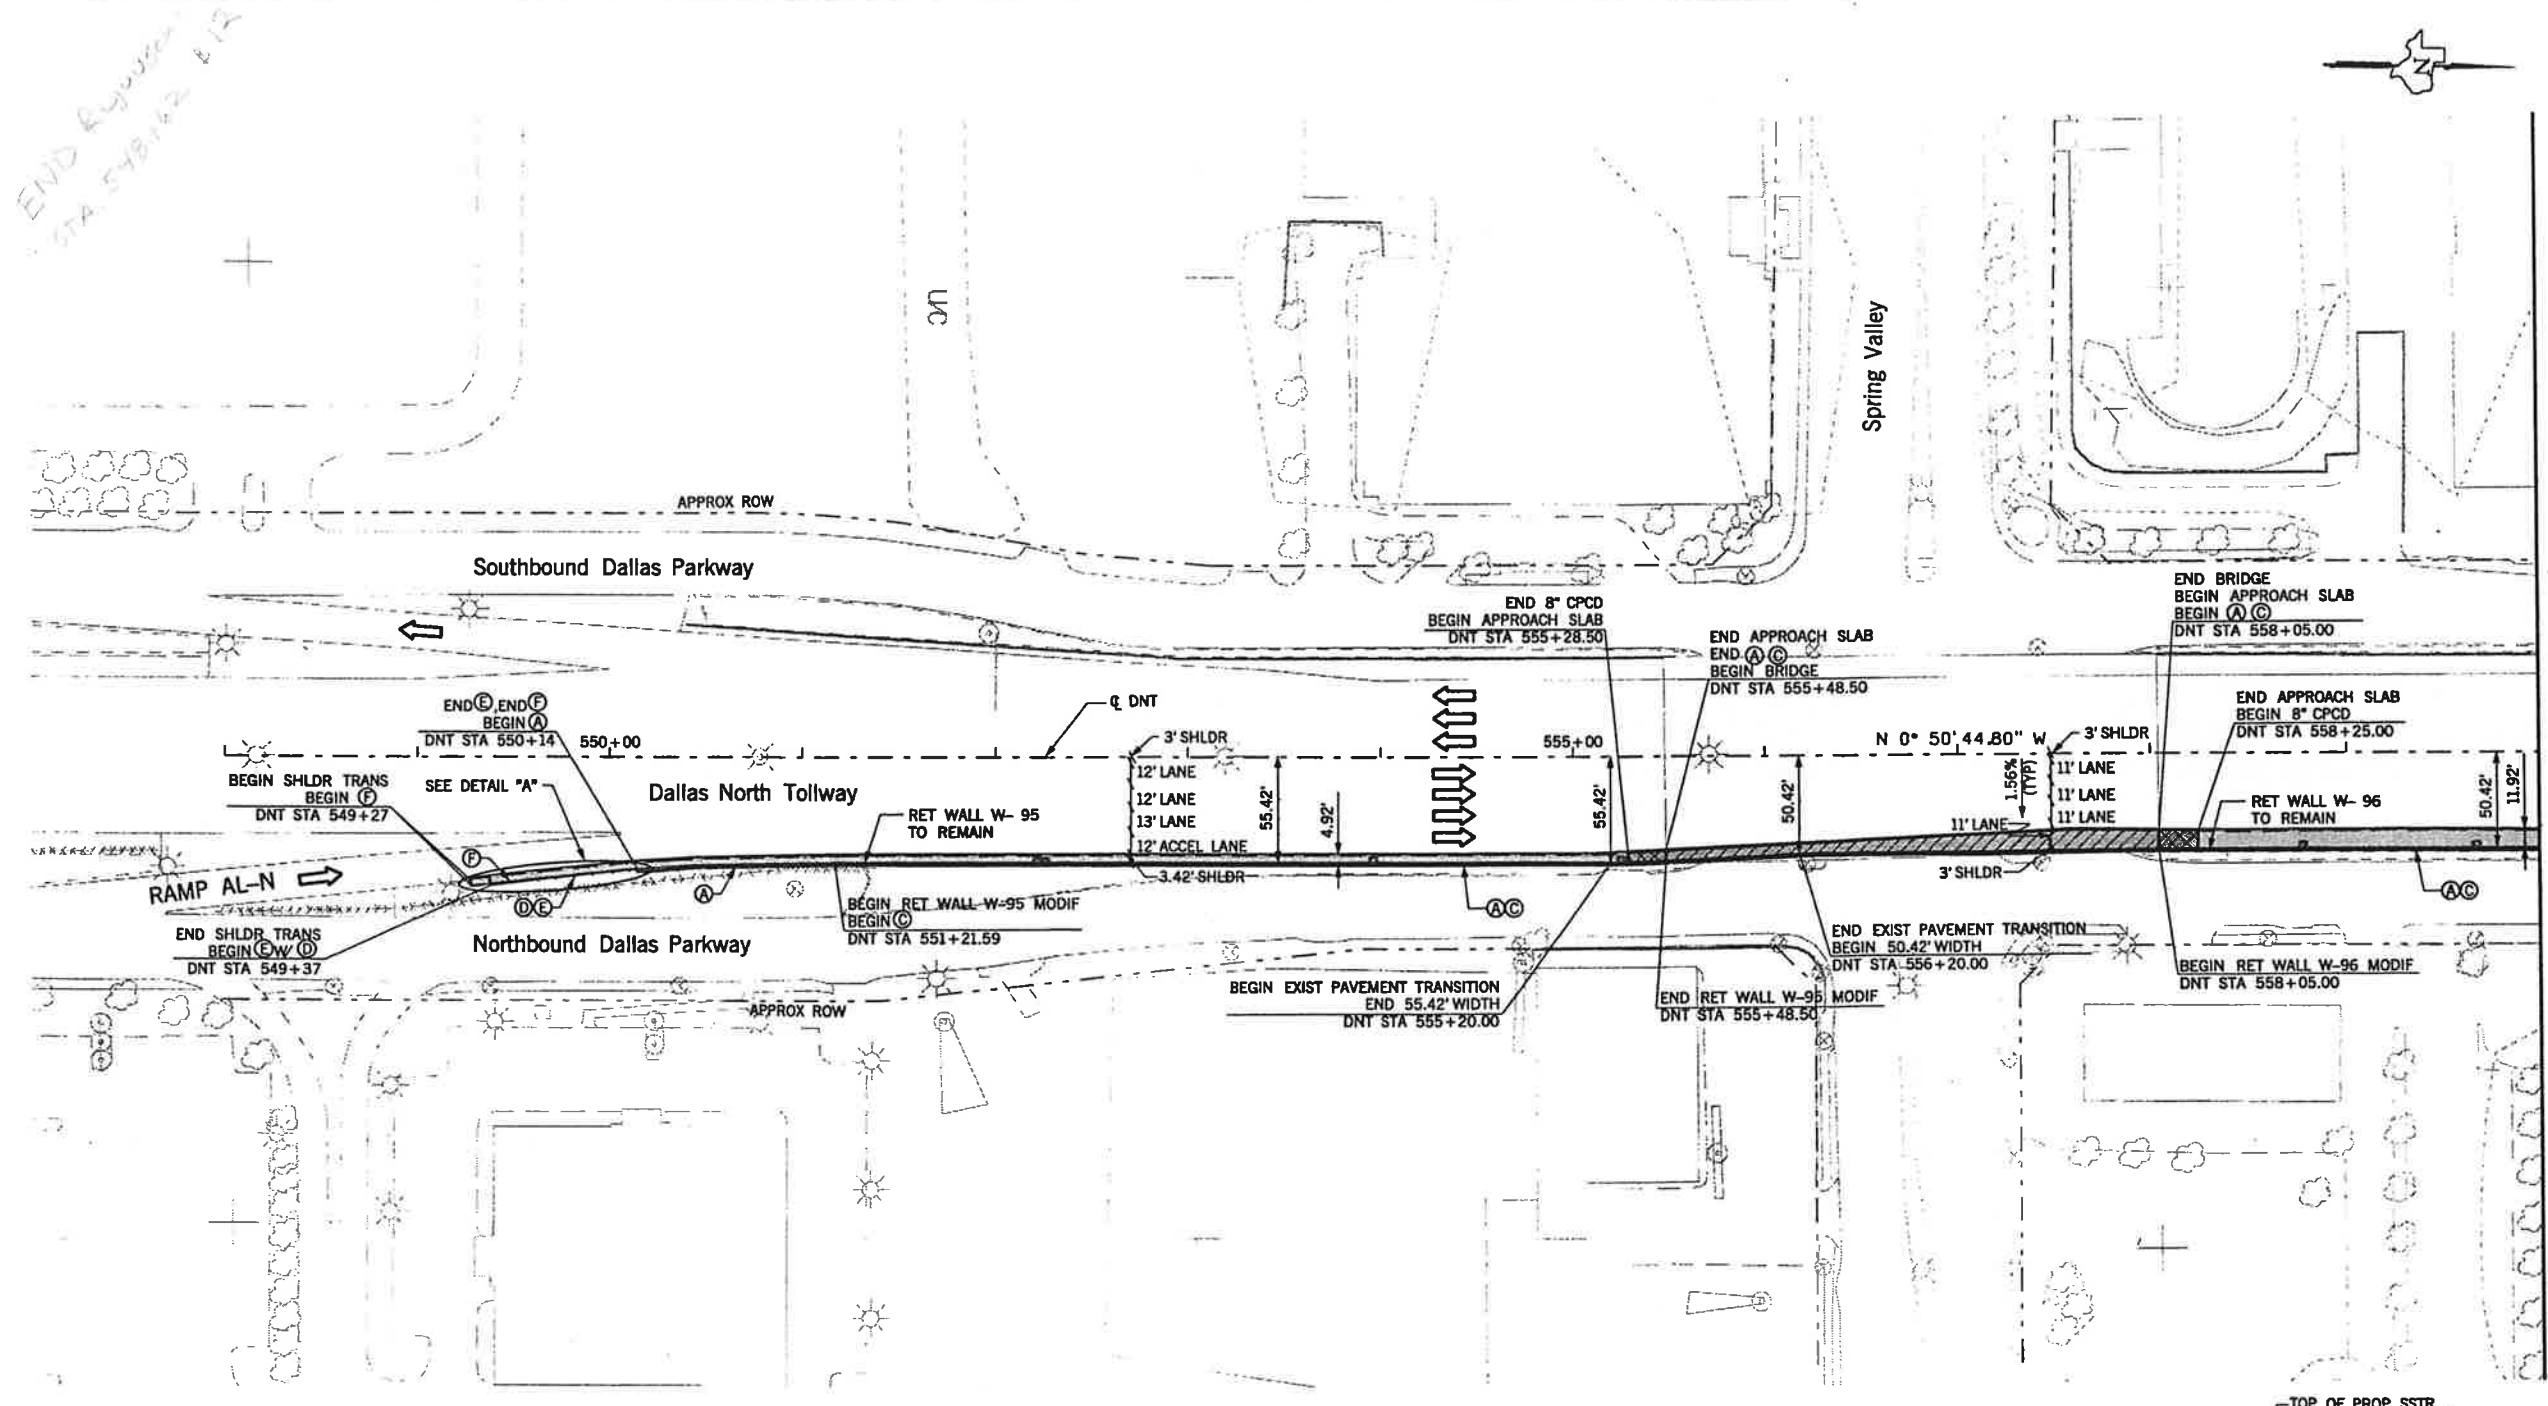 END
STA. 548+62
N
UC
Spring Valley
APPROX ROW
Southbound Dallas Parkway
END 8" CPCD
BEGIN APPROACH SLAB
DNT STA 555+28.50
END APPROACH SLAB
END Ⓐ Ⓒ
BEGIN BRIDGE
DNT STA 555+48.50
END BRIDGE
BEGIN APPROACH SLAB
BEGIN Ⓐ Ⓒ
DNT STA 558+05.00
END APPROACH SLAB
BEGIN 8" CPCD
DNT STA 558+25.00
ENDⒺ,ENDⒻ
BEGINⒶ
DNT STA 550+14
550+00
℄ DNT
3' SHLDR
555+00
N 0° 50' 44.80" W
3' SHLDR
BEGIN SHLDR TRANS
BEGIN Ⓕ
DNT STA 549+27
SEE DETAIL "A"
Dallas North Tollway
RET WALL W- 95
TO REMAIN
12' LANE
12' LANE
13' LANE
12' ACCEL LANE
3.42' SHLDR
55.42'
4.92'
55.42'
50.42'
1.56%
(TYP)
11' LANE
11' LANE
11' LANE
11' LANE
3' SHLDR
RET WALL W- 96
TO REMAIN
50.42'
11.92'
Ⓕ
RAMP AL-N
ⒹⒺ
Ⓐ
ⒶⒸ
ⒶⒸ
BEGIN RET WALL W-95 MODIF
BEGINⒸ
DNT STA 551+21.59
END SHLDR TRANS
BEGINⒺW/Ⓓ
DNT STA 549+37
Northbound Dallas Parkway
APPROX ROW
BEGIN EXIST PAVEMENT TRANSITION
END 55.42' WIDTH
DNT STA 555+20.00
END RET WALL W-95 MODIF
DNT STA 555+48.50
END EXIST PAVEMENT TRANSITION
BEGIN 50.42' WIDTH
DNT STA 556+20.00
BEGIN RET WALL W-96 MODIF
DNT STA 558+05.00
TOP OF PROP SSTR